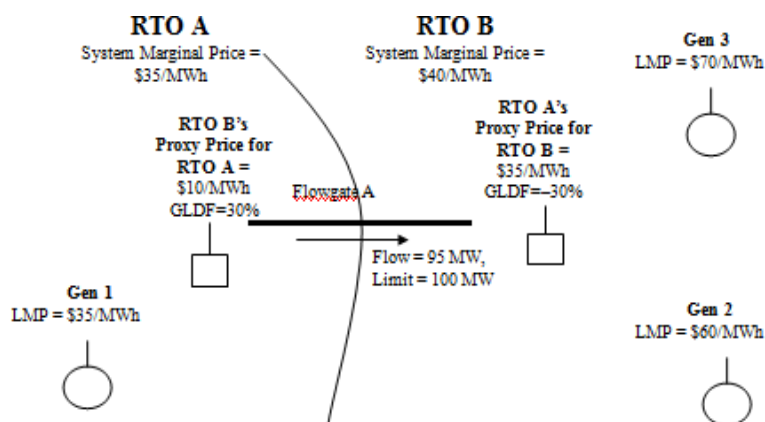 RTO A
System Marginal Price =
$35/MWh
RTO B
System Marginal Price =
$40/MWh
Gen 3
LMP = $70/MWh
RTO B's
Proxy Price for
RTO A =
$10/MWh
GLDF=30%
RTO A's
Proxy Price for
RTO B =
$35/MWh
GLDF=–30%
Flowgate A
Flow = 95 MW,
Limit = 100 MW
Gen 1
LMP = $35/MWh
Gen 2
LMP = $60/MWh